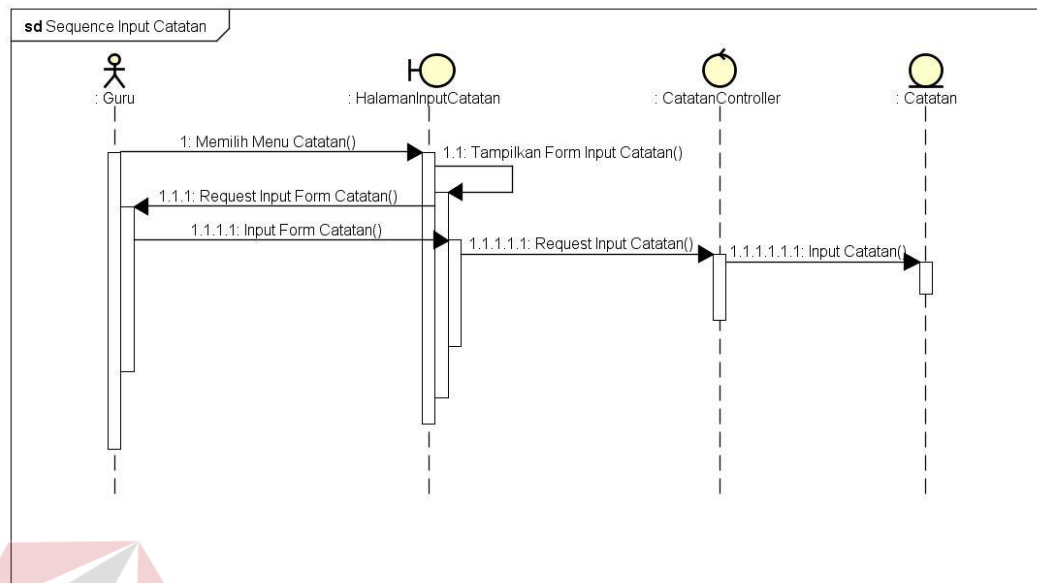 sd Sequence Input Catatan
: Guru
: HalamanInputCatatan
: CatatanController
: Catatan
1: Memilih Menu Catatan()
1.1: Tampilkan Form Input Catatan()
1.1.1: Request Input Form Catatan()
1.1.1.1: Input Form Catatan()
1.1.1.1.1: Request Input Catatan()
1.1.1.1.1.1: Input Catatan()